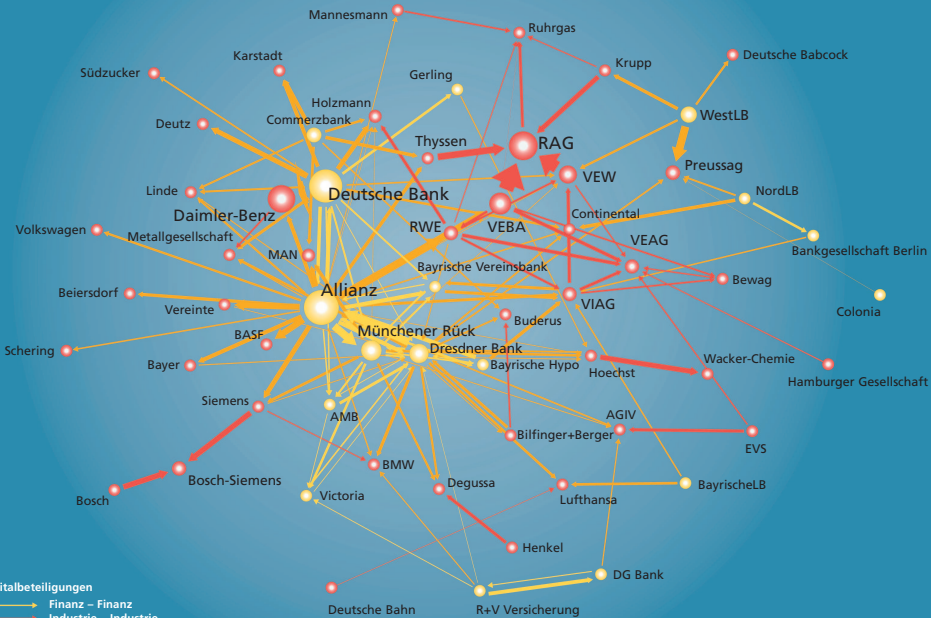 Mannesmann
Ruhrgas
Karstadt
Krupp
Deutsche Babcock
Südzucker
Gerling
Holzmann
Commerzbank
WestLB
Deutz
Thyssen
RAG
Preussag
VEW
Linde
Deutsche Bank
NordLB
Daimler-Benz
Continental
Volkswagen
RWE
VEBA
Metallgesellschaft
VEAG
Bankgesellschaft Berlin
MAN
Bayrische Vereinsbank
Bewag
Allianz
Beiersdorf
VIAG
Vereinte
Colonia
Buderus
BASF
Münchener Rück
Schering
Dresdner Bank
Bayer
Bayrische Hypo
Hoechst
Wacker-Chemie
Hamburger Gesellschaft
Siemens
AMB
AGIV
Bilfinger+Berger
EVS
BMW
Bosch-Siemens
Degussa
BayrischeLB
Bosch
Victoria
Lufthansa
Henkel
DG Bank
italbeteiligungen
Finanz – Finanz
Deutsche Bahn
R+V Versicherung
Industrie – Industrie